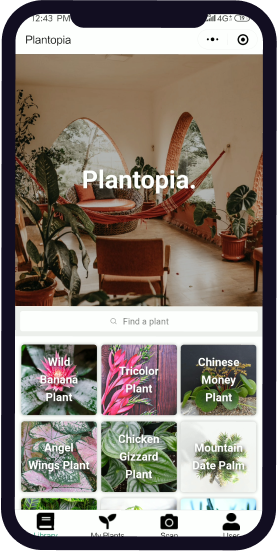 12:43 PM 4G 19
Plantopia
Plantopia.
Find a plant
Wild Banana Plant
Tricolor Plant
Chinese Money Plant
Angel Wings Plant
Chicken Gizzard Plant
Mountain Date Palm
Library My Plants Scan User